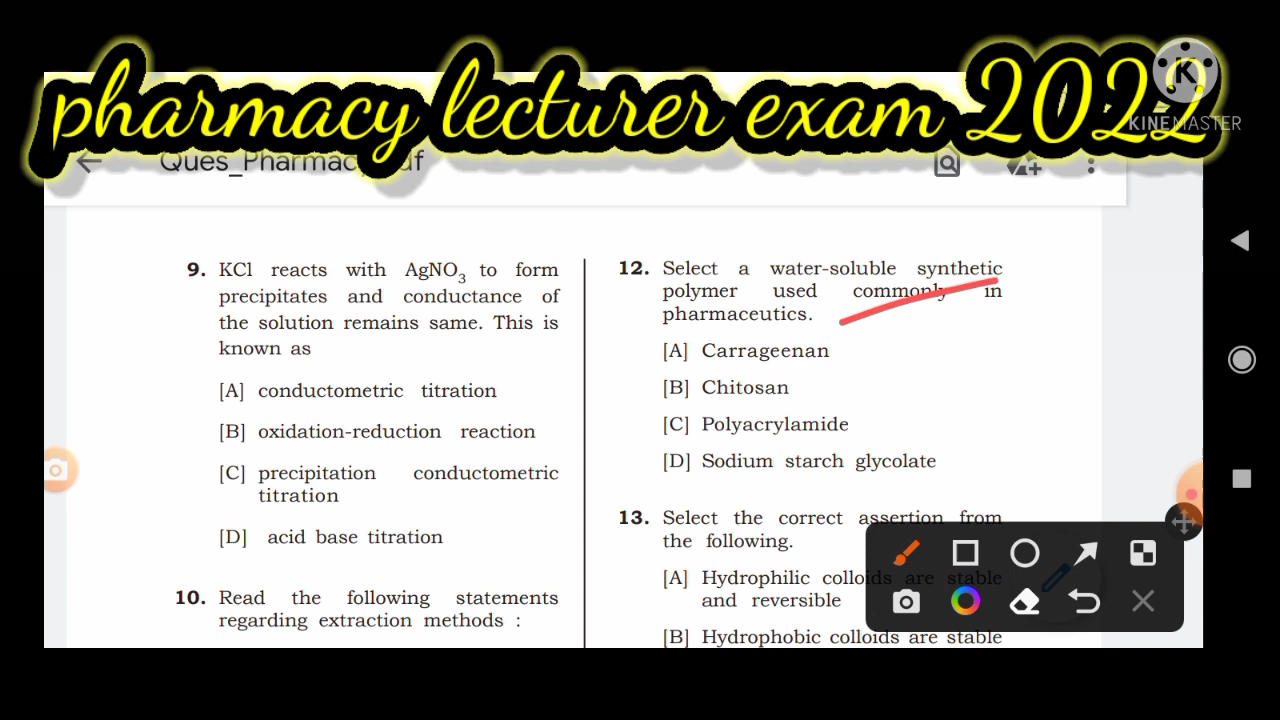 pharmacy lecturer exam 2022
KINEMASTER
9. KCl reacts with AgNO₃ to form
precipitates and conductance of
the solution remains same. This is
known as
[A] conductometric titration
[B] oxidation-reduction reaction
[C] precipitation conductometric
titration
[D] acid base titration
10. Read the following statements
regarding extraction methods :
12. Select a water-soluble synthetic
polymer used commonly in
pharmaceutics.
[A] Carrageenan
[B] Chitosan
[C] Polyacrylamide
[D] Sodium starch glycolate
13. Select the correct assertion from
the following.
[A] Hydrophilic colloids are stable
and reversible
[B] Hydrophobic colloids are stable